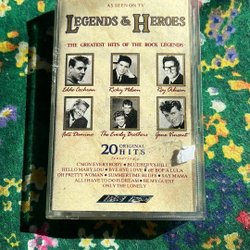 AS SEEN ON TV
LEGENDS & HEROES
THE GREATEST HITS OF THE ROCK LEGENDS
Eddie Cochran Ricky Nelson Roy Orbison
Fats Domino The Everly Brothers Gene Vincent
20 ORIGINAL HITS
C'MON EVERYBODY • BLUEBERRY HILL
HELLO MARY LOU • BYE BYE LOVE • BE BOP A LULA
OH PRETTY WOMAN • SUMMERTIME BLUES • SAY MAMA
ALL I HAVE TO DO IS DREAM • BE MY GUEST
ONLY THE LONELY